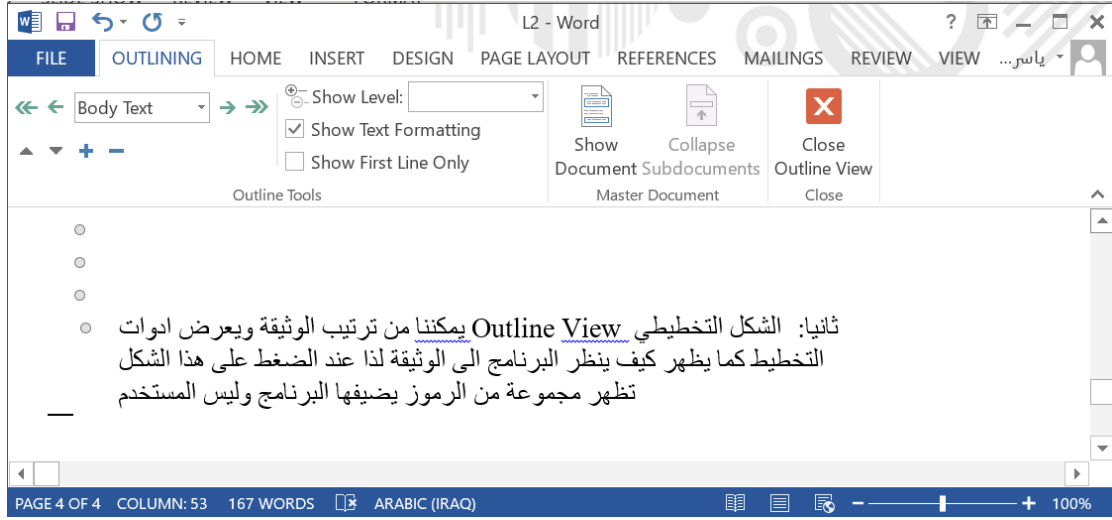 L2 - Word
FILE OUTLINING HOME INSERT DESIGN PAGE LAYOUT REFERENCES MAILINGS REVIEW VIEW ياسر...
Body Text
Show Level:
Show Text Formatting
Show First Line Only
Outline Tools
Show Document
Collapse Subdocuments
Master Document
Close Outline View
Close
ثانيا: الشكل التخطيطي Outline View يمكننا من ترتيب الوثيقة ويعرض ادوات
التخطيط كما يظهر كيف ينظر البرنامج الى الوثيقة لذا عند الضغط على هذا الشكل
تظهر مجموعة من الرموز يضيفها البرنامج وليس المستخدم
PAGE 4 OF 4 COLUMN: 53 167 WORDS ARABIC (IRAQ) 100%